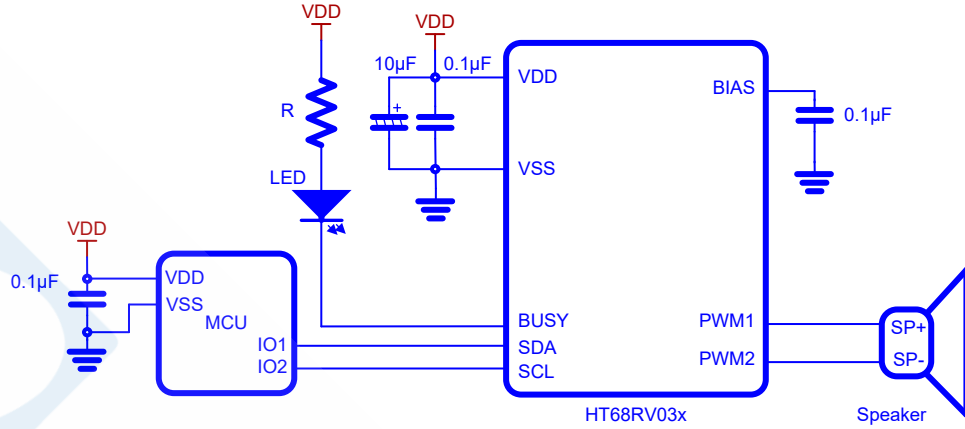 VDD
VDD
10µF
0.1µF
+
VDD
BIAS
R
0.1µF
VSS
LED
VDD
0.1µF
VDD
VSS
MCU
IO1
IO2
BUSY
SDA
SCL
PWM1
PWM2
SP+
SP-
HT68RV03x
Speaker